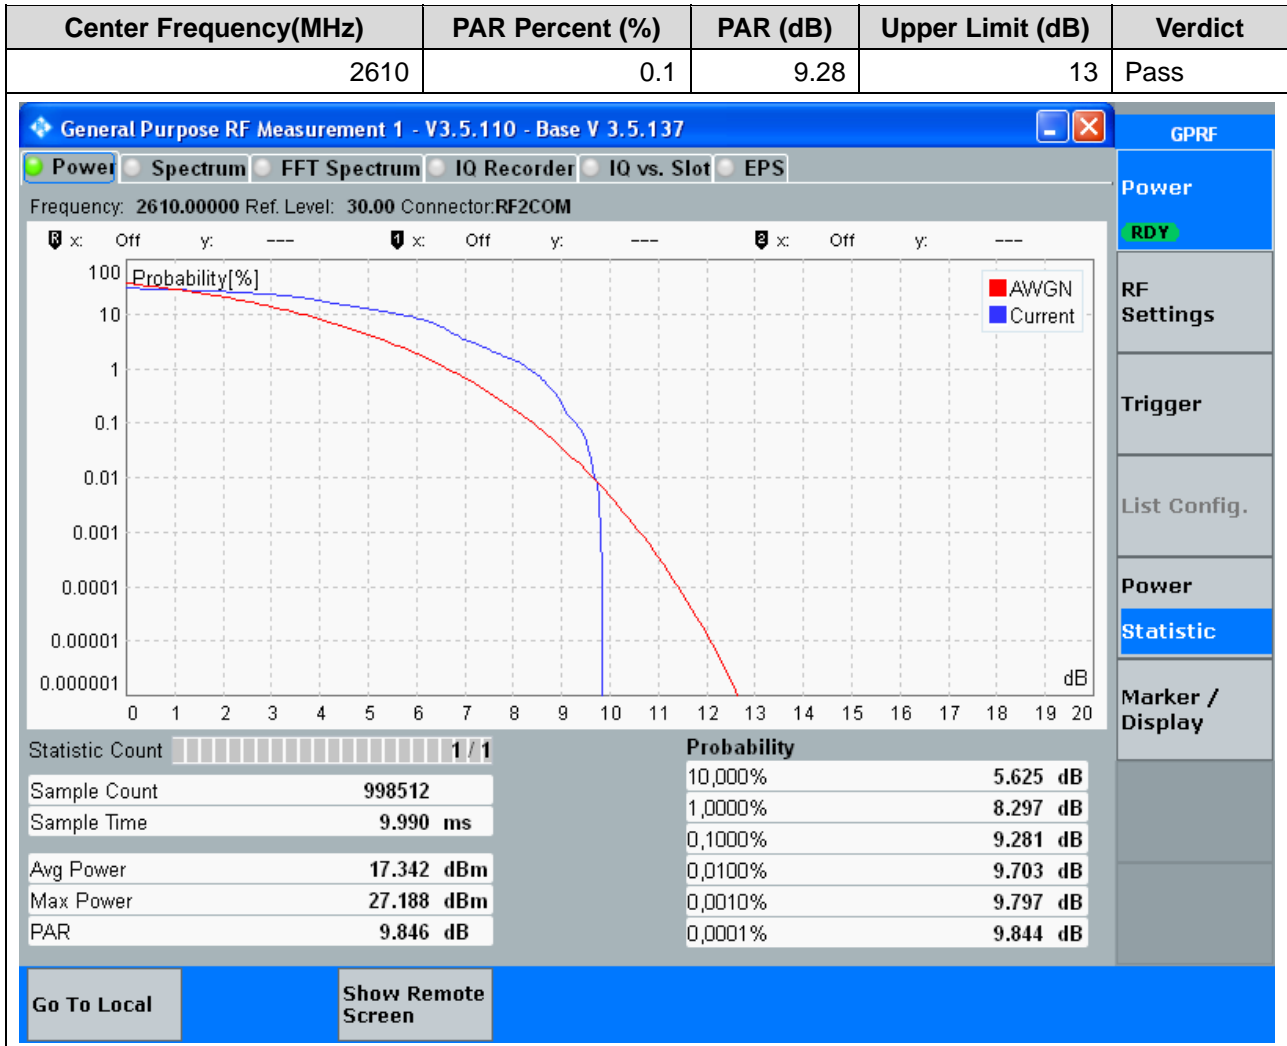 Center Frequency(MHz) PAR Percent (%) PAR (dB) Upper Limit (dB) Verdict
2610 0.1 9.28 13 Pass
General Purpose RF Measurement 1 - V3.5.110 - Base V 3.5.137
GPRF
Power Spectrum FFT Spectrum IQ Recorder IQ vs. Slot EPS
Frequency: 2610.00000 Ref. Level: 30.00 Connector:RF2COM
R x: Off y: --- 1 x: Off y: --- 2 x: Off y: ---
Probability[%]
100
10
1
0.1
0.01
0.001
0.0001
0.00001
0.000001
AWGN
Current
dB
0 1 2 3 4 5 6 7 8 9 10 11 12 13 14 15 16 17 18 19 20
Statistic Count 1 / 1
Sample Count 998512
Sample Time 9.990 ms
Avg Power 17.342 dBm
Max Power 27.188 dBm
PAR 9.846 dB
Probability
10,000% 5.625 dB
1,0000% 8.297 dB
0,1000% 9.281 dB
0,0100% 9.703 dB
0,0010% 9.797 dB
0,0001% 9.844 dB
Power
RDY
RF
Settings
Trigger
List Config.
Power
Statistic
Marker /
Display
Go To Local
Show Remote
Screen